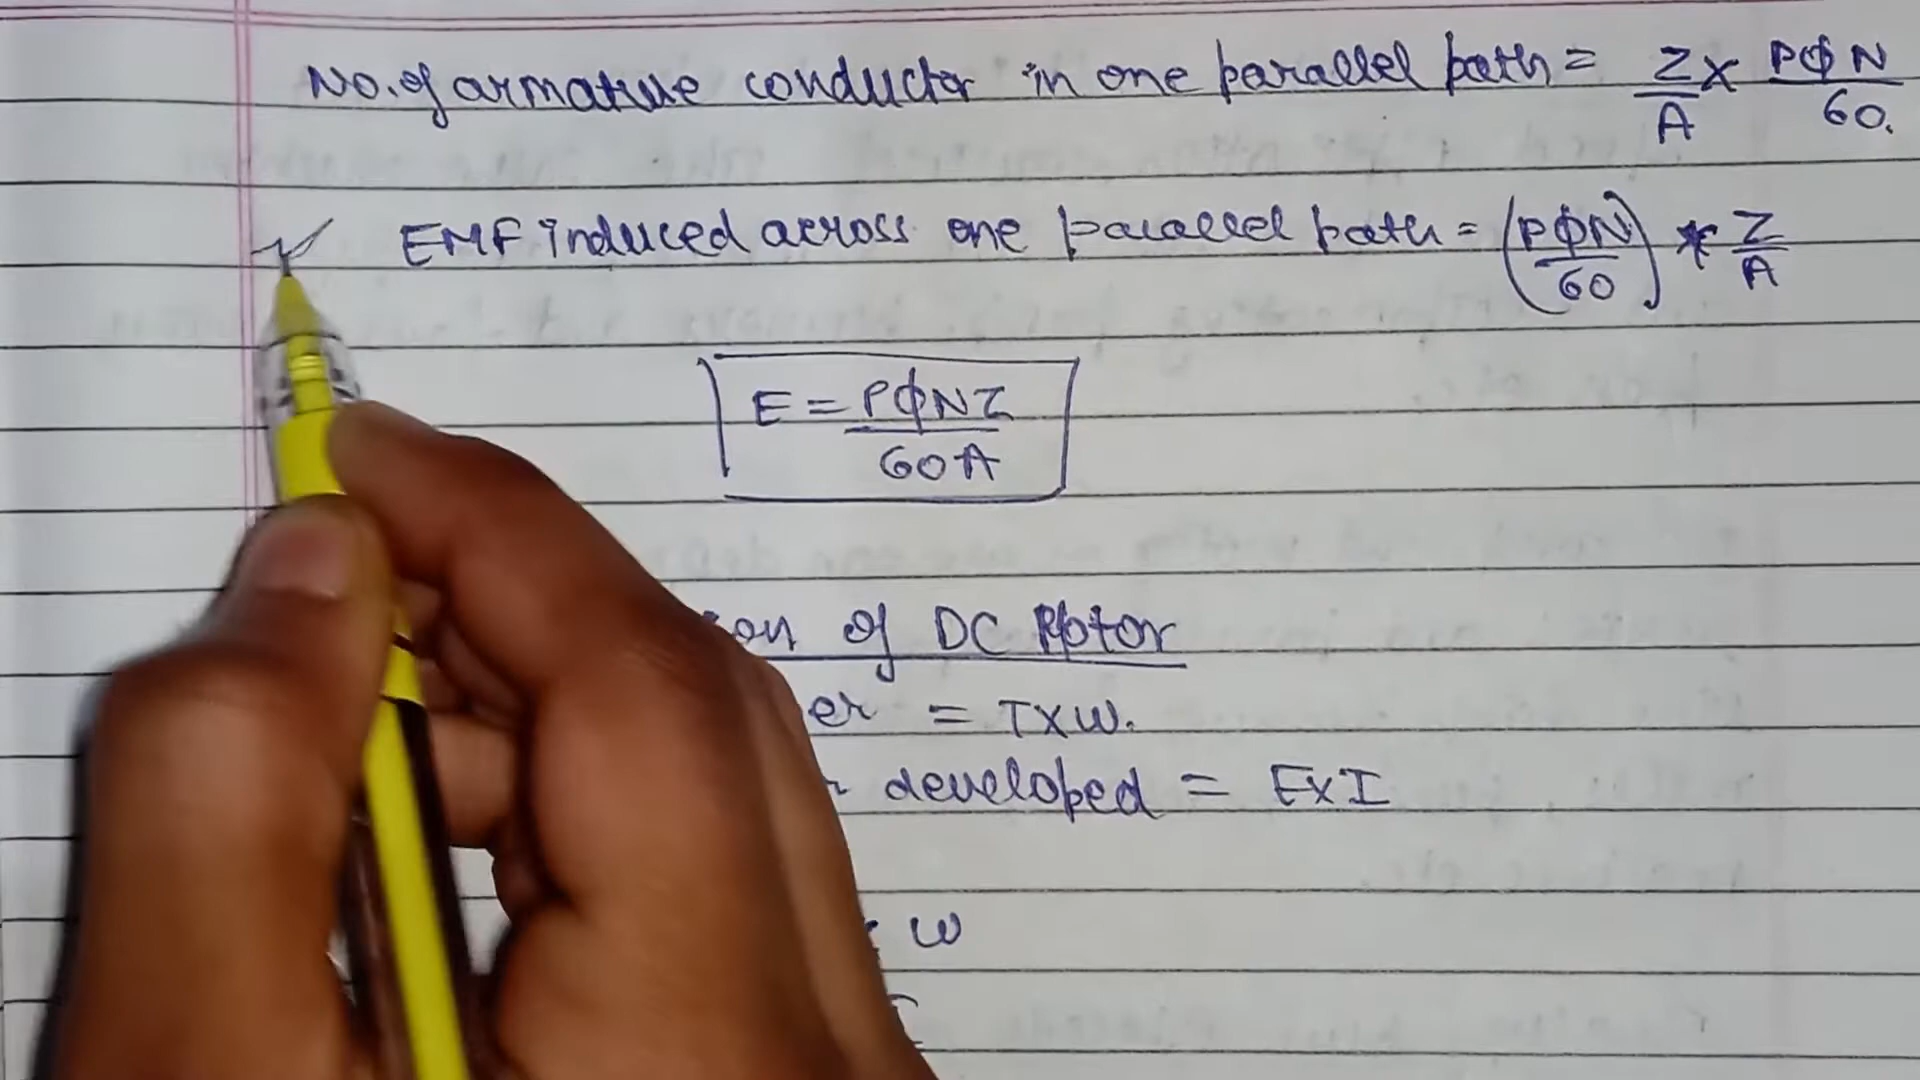 No. of armature conductor in one parallel path = Z/A × PΦN/60.
EMF induced across one parallel path = (PΦN/60) * Z/A
E = PΦNZ/60A
of DC Motor
= T×ω.
developed = E×I
ω